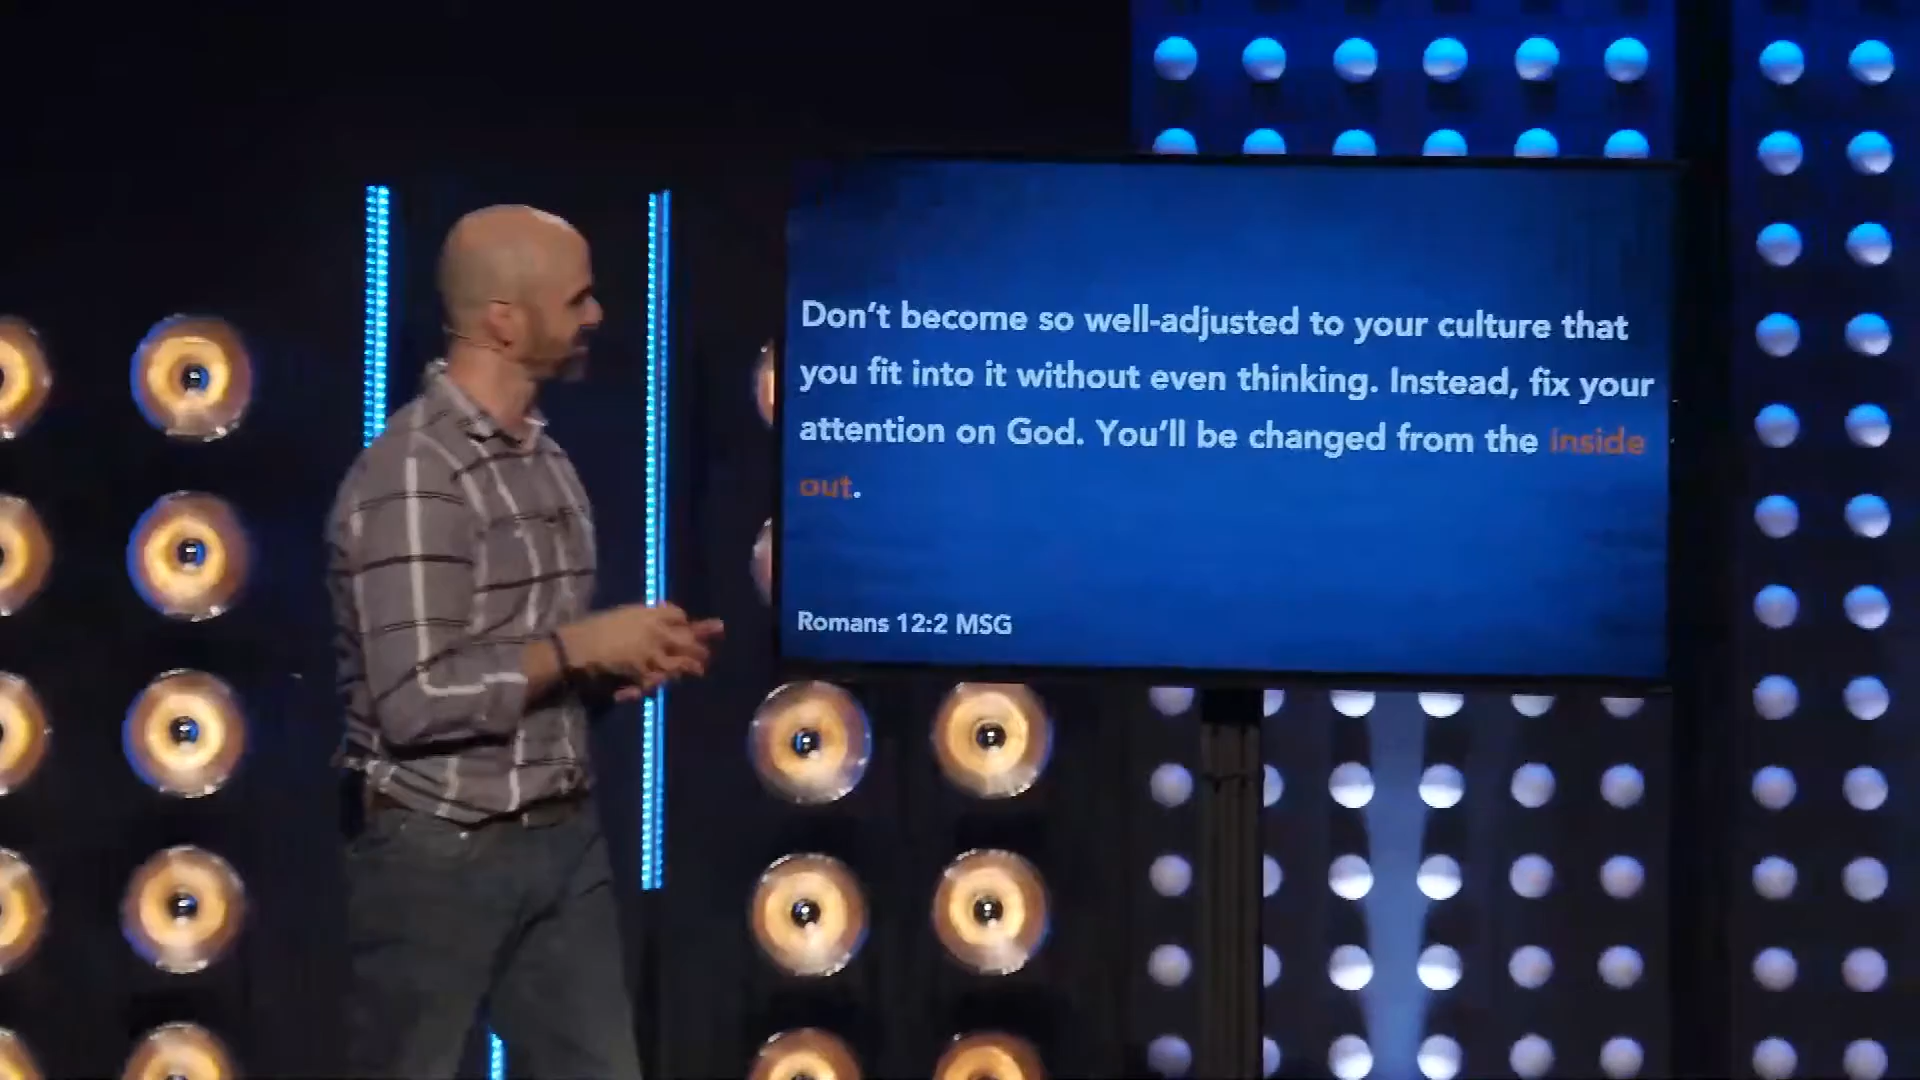 Don't become so well-adjusted to your culture that
you fit into it without even thinking. Instead, fix your
attention on God. You'll be changed from the inside
out.
Romans 12:2 MSG